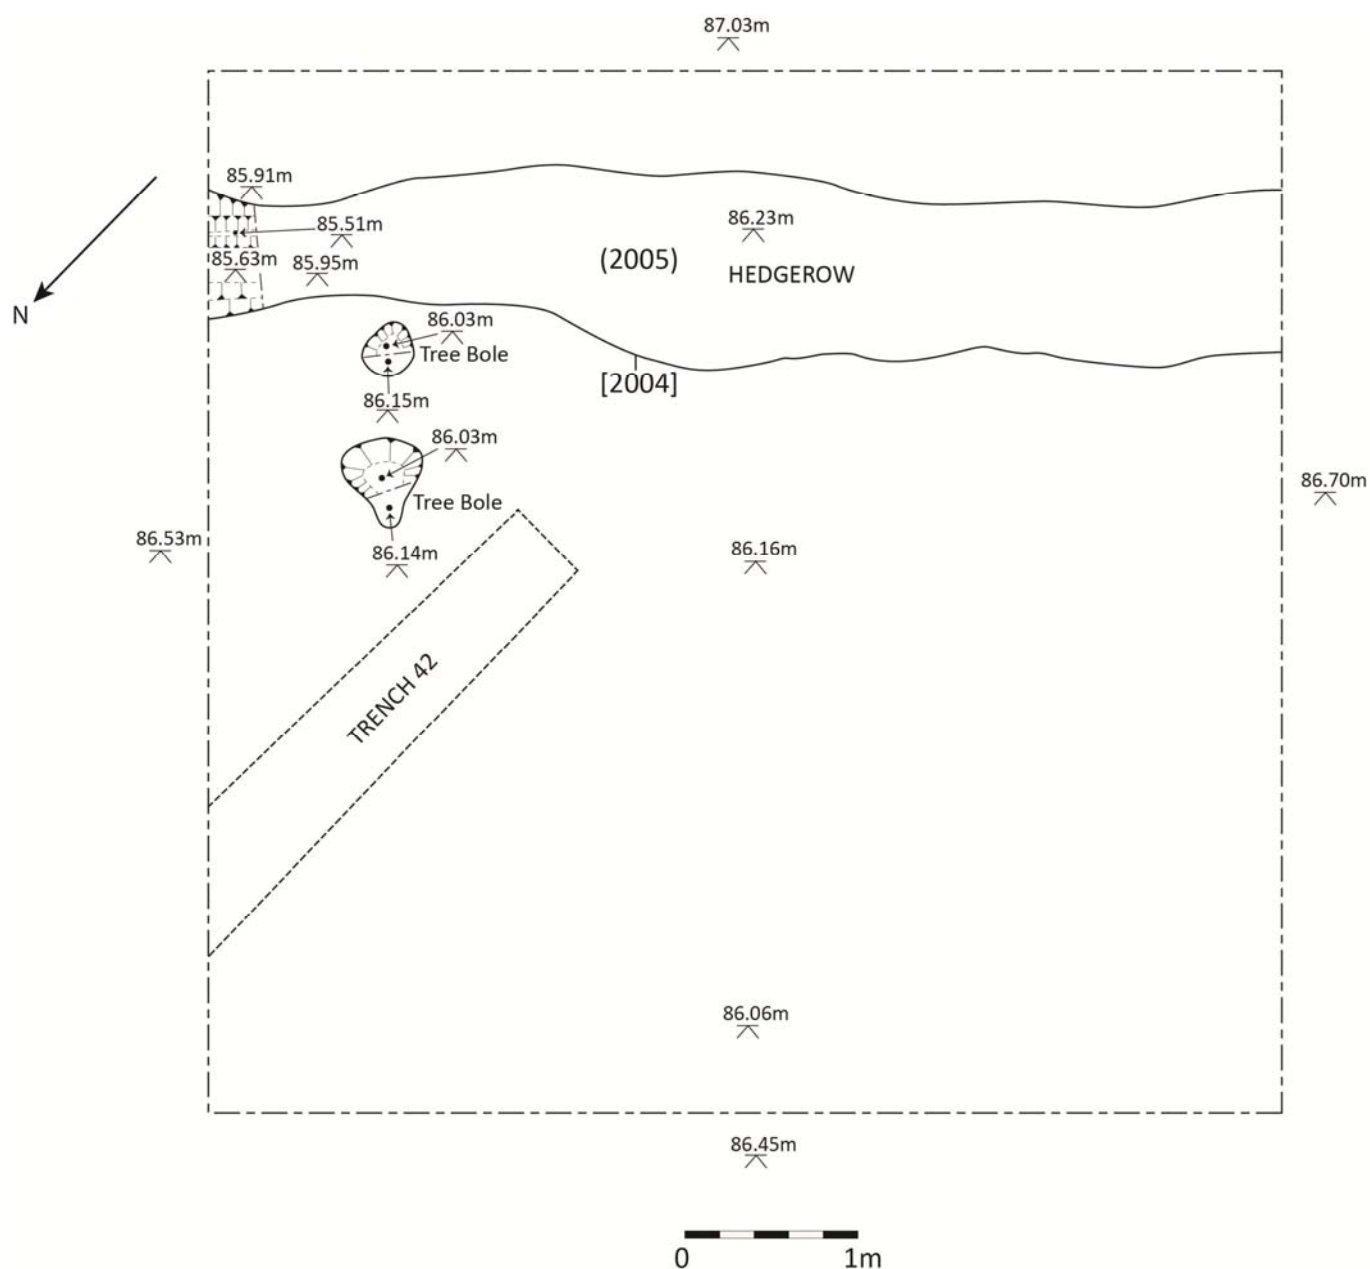 87.03m
85.91m
85.51m
86.23m
85.63m
85.95m
(2005)
HEDGEROW
N
86.03m
Tree Bole
[2004]
86.15m
86.03m
86.70m
Tree Bole
86.53m
86.14m
86.16m
TRENCH 42
86.06m
86.45m
0 1m